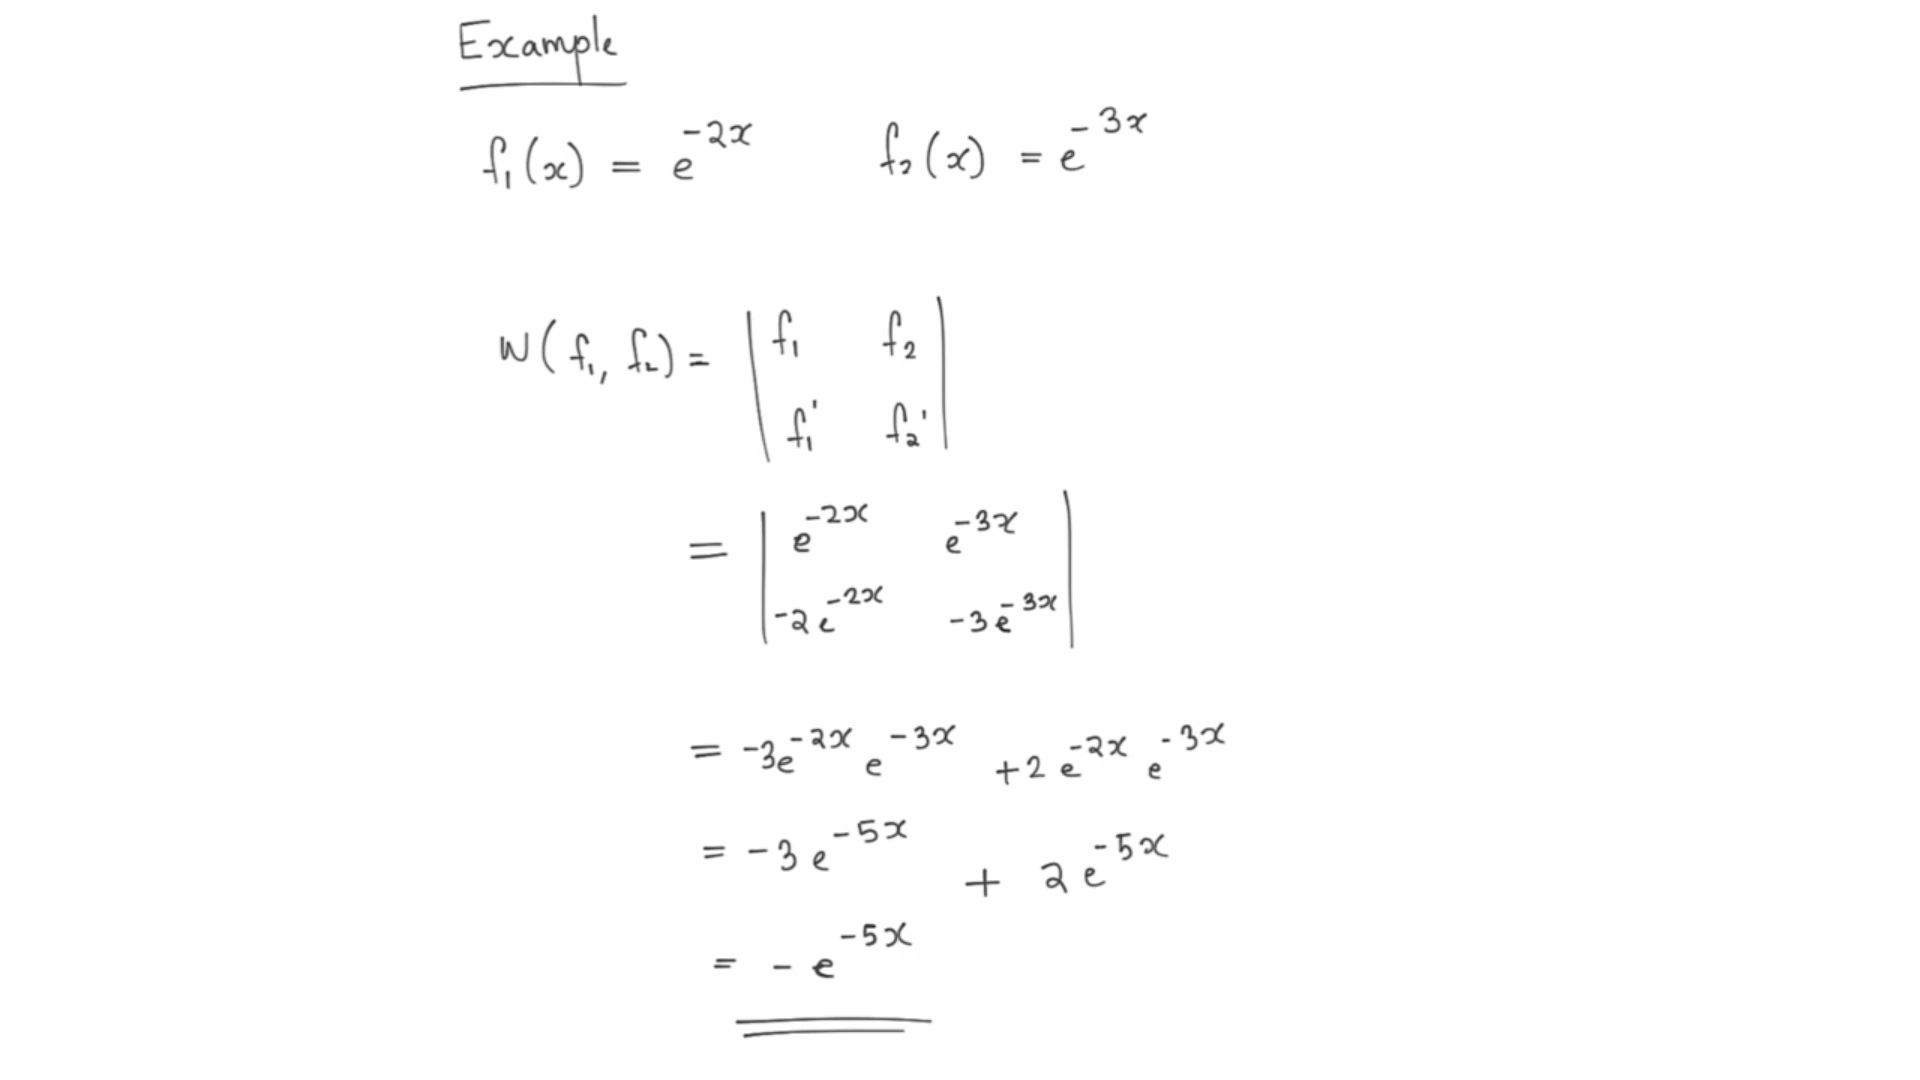 Example
f₁(x) = e^{-2x}    f₂(x) = e^{-3x}
W(f₁, f₂) = | f₁  f₂ |
| f₁'  f₂' |
= | e^{-2x}  e^{-3x} |
| -2e^{-2x}  -3e^{-3x} |
= -3e^{-2x} e^{-3x} + 2e^{-2x} e^{-3x}
= -3e^{-5x} + 2e^{-5x}
= -e^{-5x}